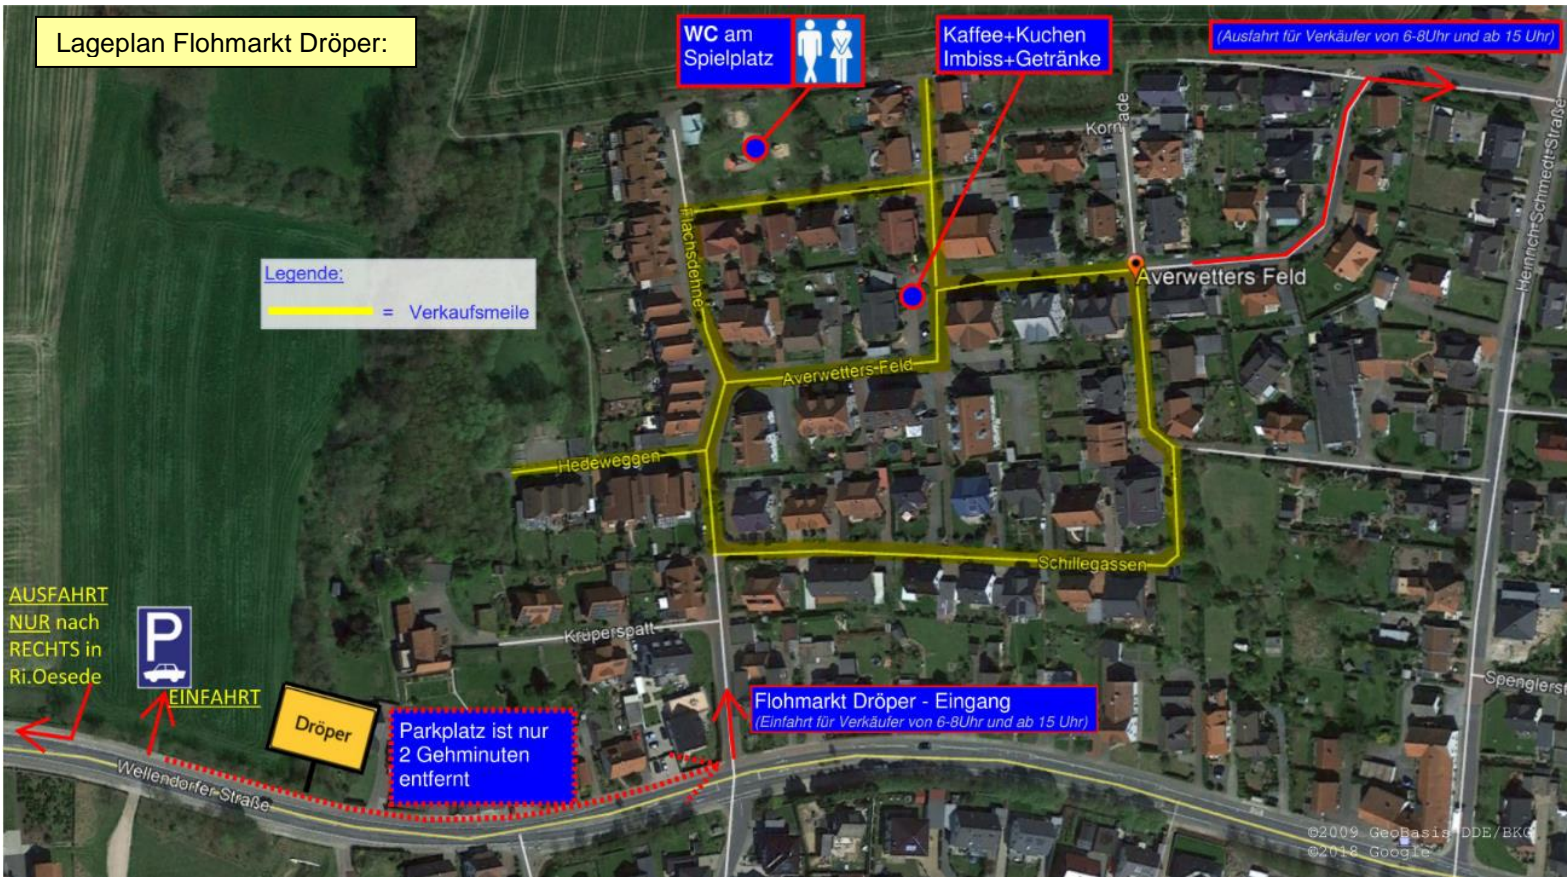 Lageplan Flohmarkt Dröper:
WC am
Spielplatz
Kaffee+Kuchen
Imbiss+Getränke
(Ausfahrt für Verkäufer von 6-8Uhr und ab 15 Uhr)
Korn ade
Heinrich-Schmedt-Straße
Flachsdehne
Legende:
= Verkaufsmeile
Averwetters Feld
Averwetters-Feld
Hedeweggen
Schillegassen
AUSFAHRT
NUR nach
RECHTS in
Ri.Oesede
P
EINFAHRT
Krüperspatt
Dröper
Parkplatz ist nur
2 Gehminuten
entfernt
Flohmarkt Dröper - Eingang
(Einfahrt für Verkäufer von 6-8Uhr und ab 15 Uhr)
Wellendorfer Straße
©2009 GeoBasis-DDE/BKG
©2018 Google